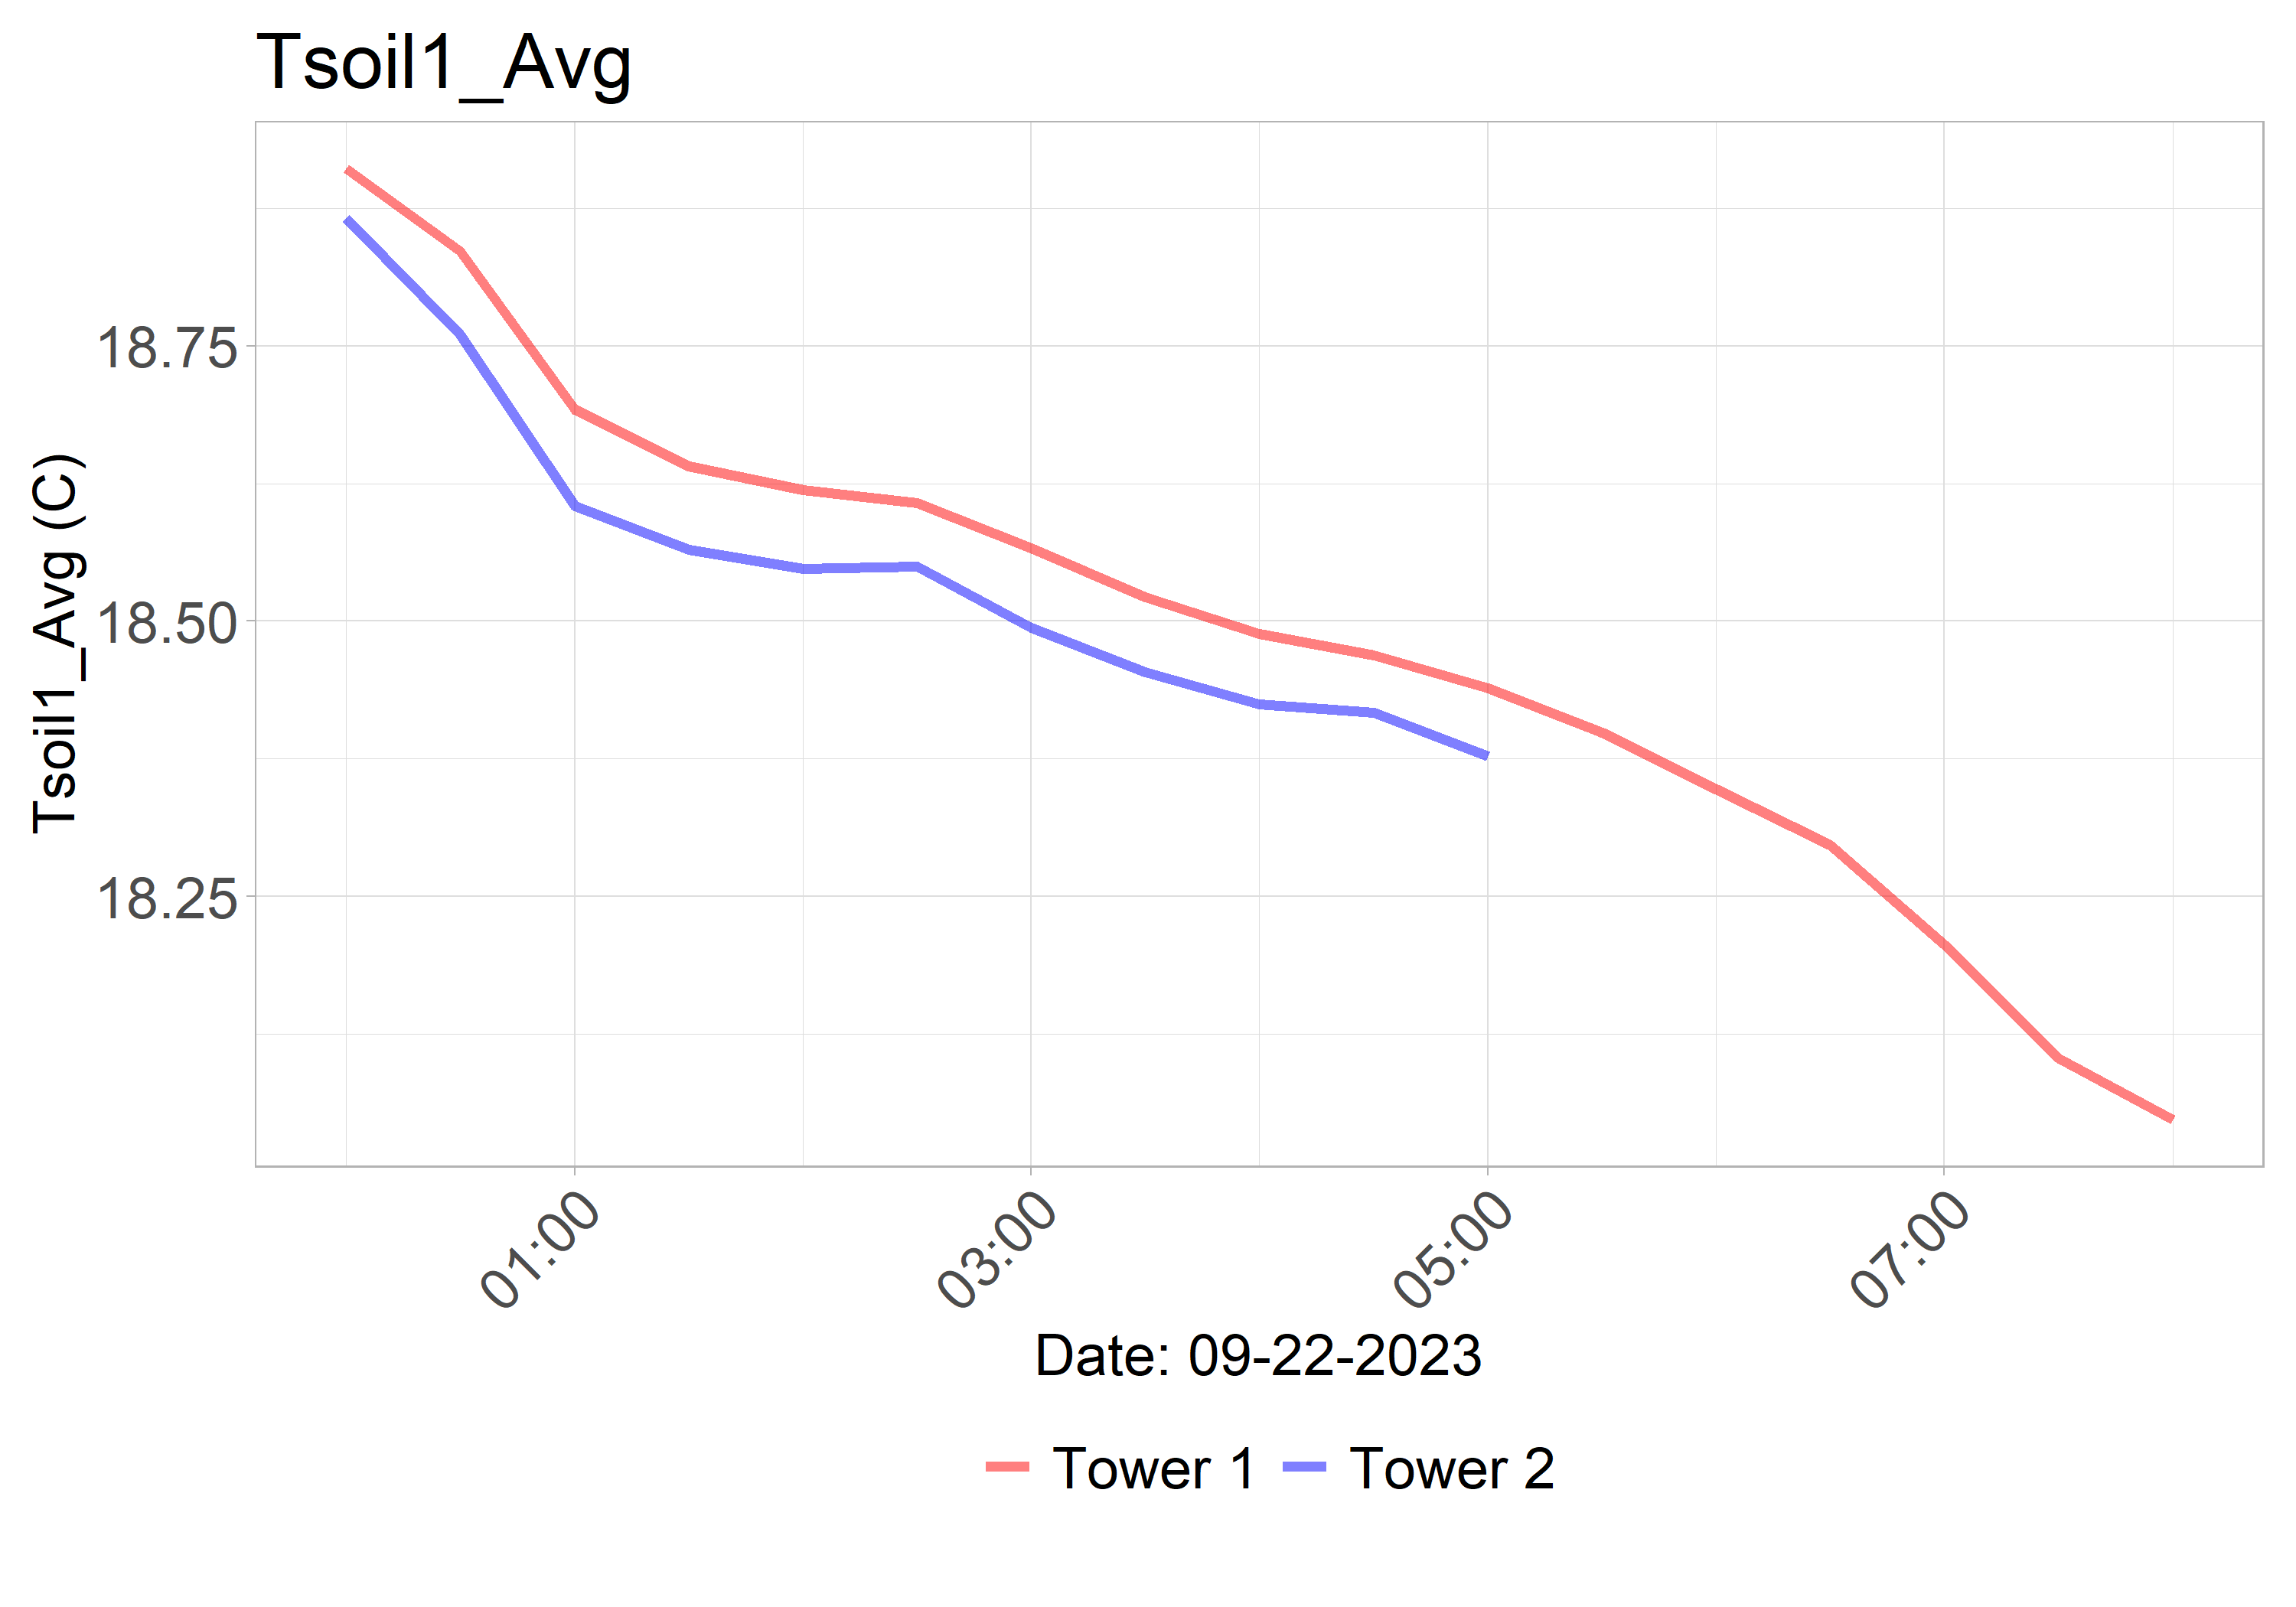 Tsoil1_Avg
Tsoil1_Avg (C)
18.75
18.50
18.25
01:00
03:00
05:00
07:00
Date: 09-22-2023
Tower 1
Tower 2